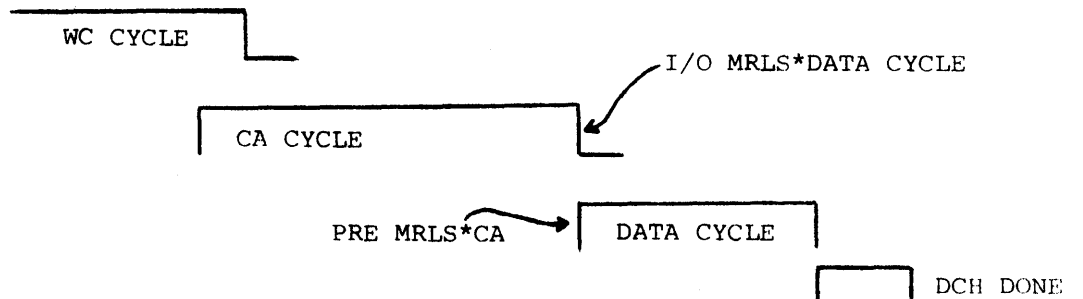 WC CYCLE
I/O MRLS*DATA CYCLE
CA CYCLE
PRE MRLS*CA
DATA CYCLE
DCH DONE